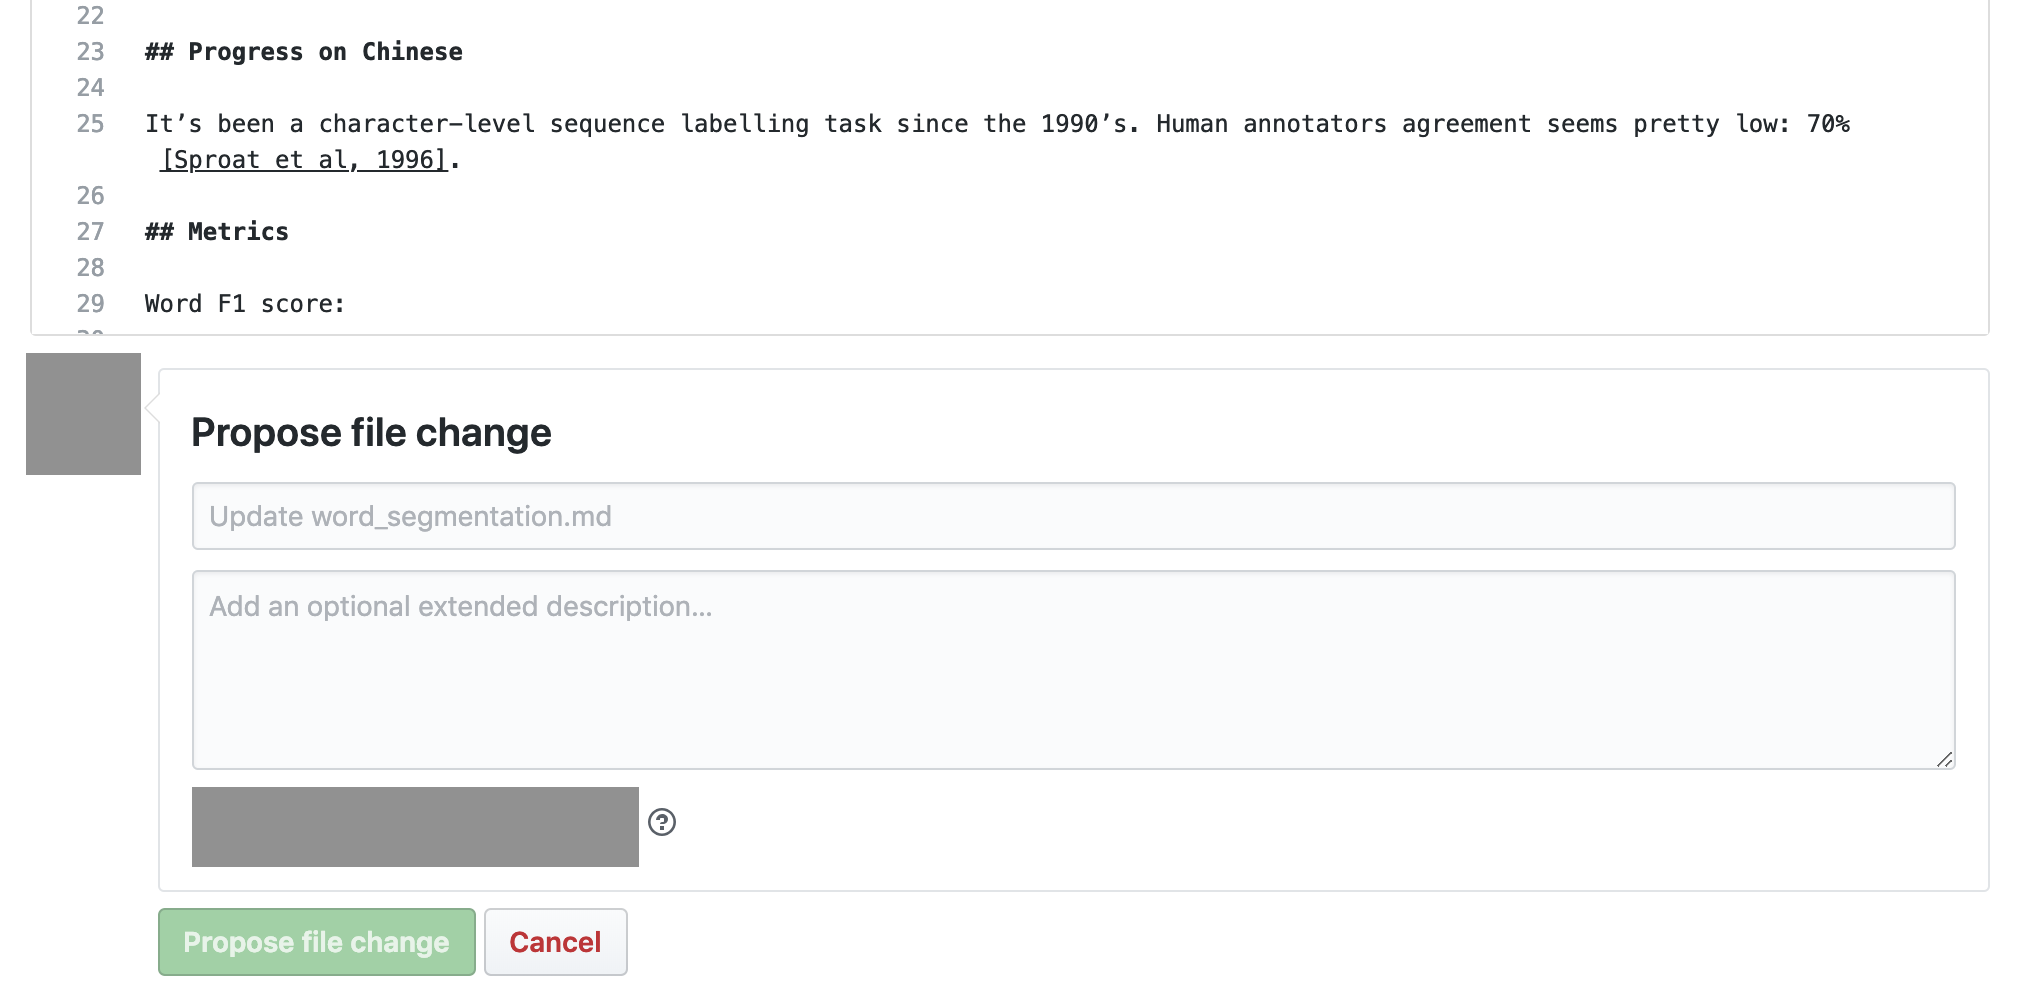 22
23 ## Progress on Chinese
24
25 It’s been a character-level sequence labelling task since the 1990’s. Human annotators agreement seems pretty low: 70%
[Sproat et al, 1996].
26
27 ## Metrics
28
29 Word F1 score:
Propose file change
Update word_segmentation.md
Add an optional extended description...
Propose file change Cancel